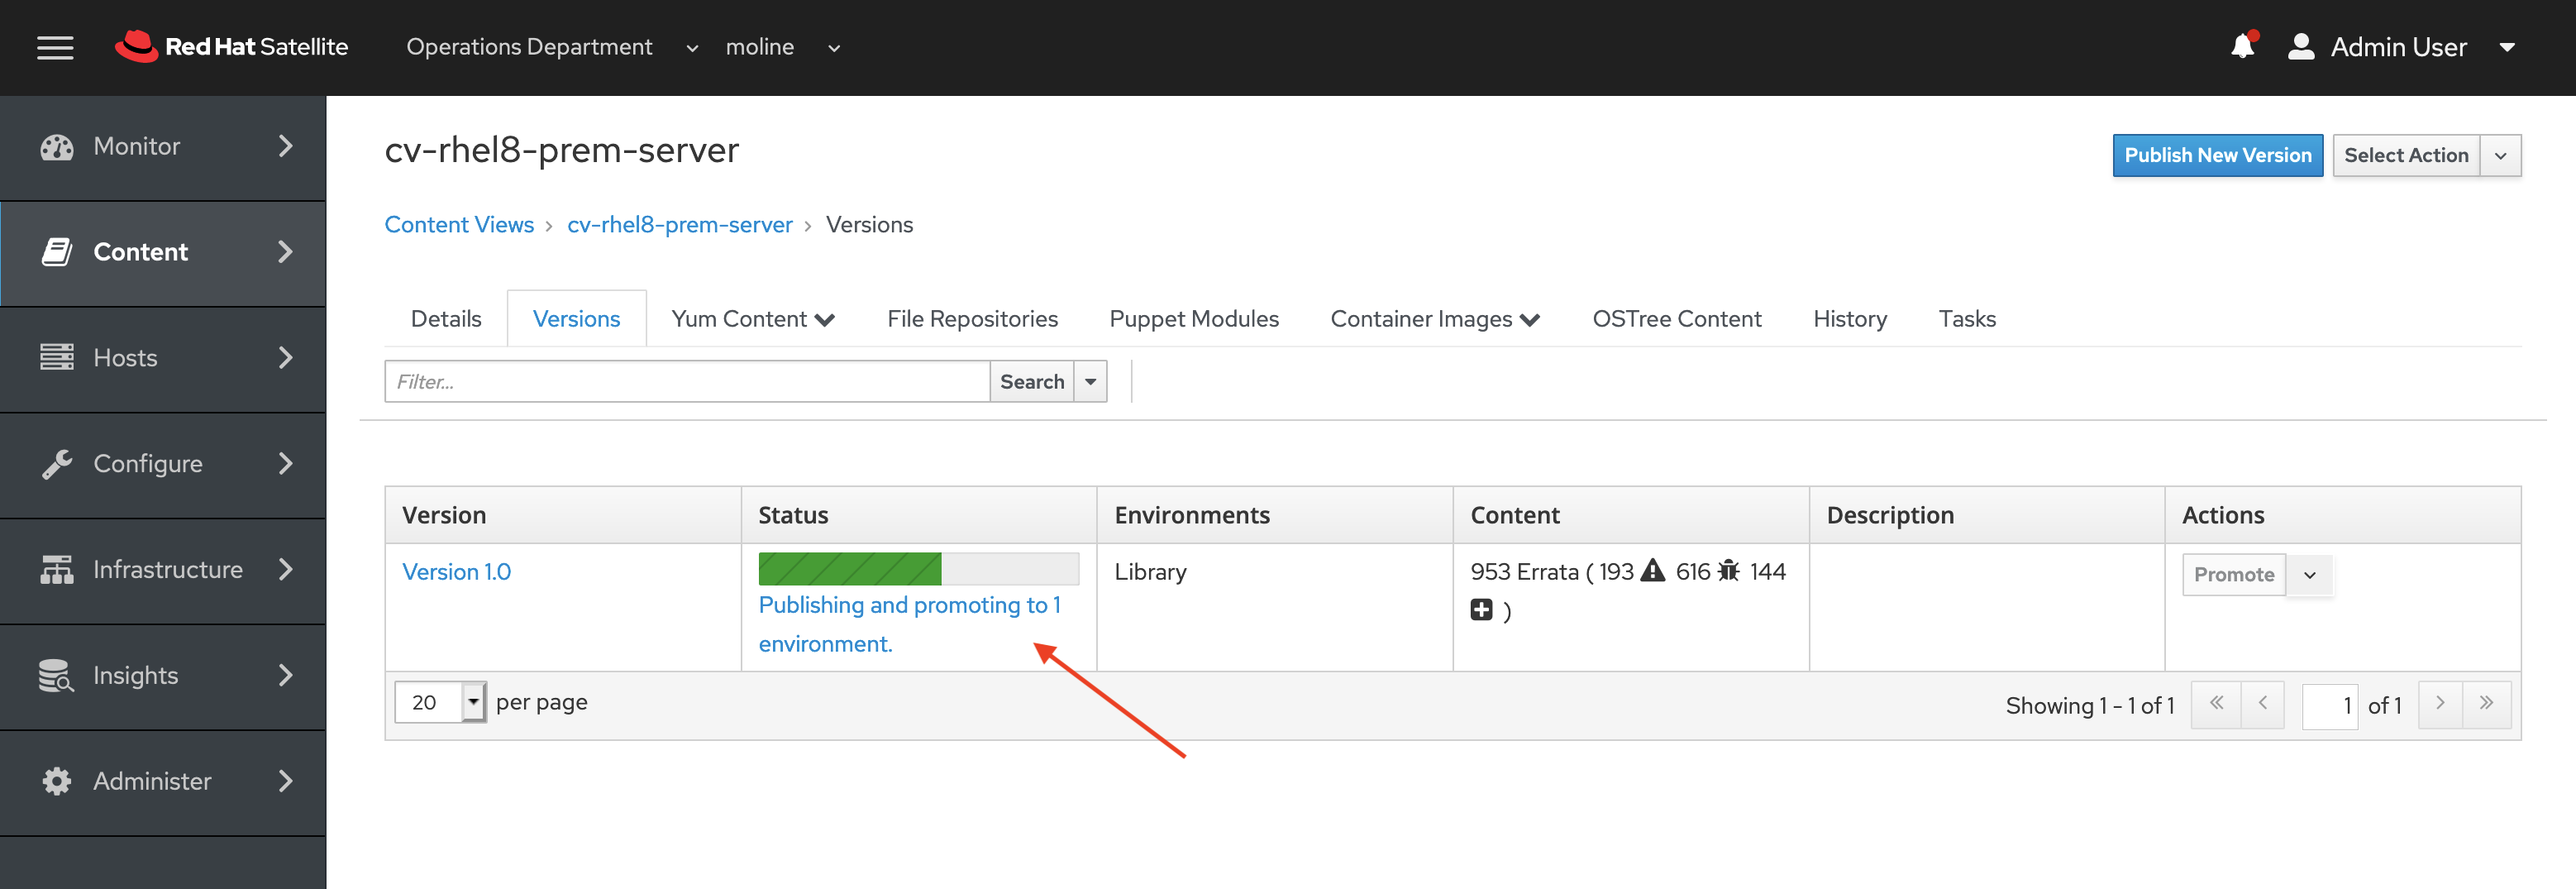 Red Hat Satellite Operations Department moline Admin User
Monitor
Content
Hosts
Configure
Infrastructure
Insights
Administer
cv-rhel8-prem-server
Publish New Version Select Action
Content Views › cv-rhel8-prem-server › Versions
Details Versions Yum Content File Repositories Puppet Modules Container Images OSTree Content History Tasks
Filter... Search
Version Status Environments Content Description Actions
Version 1.0 Library 953 Errata ( 193 616 144 Promote
Publishing and promoting to 1 )
environment.
20 per page Showing 1 - 1 of 1 « ‹ 1 of 1 › »